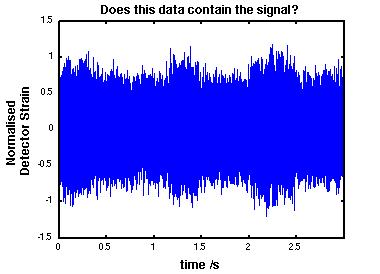 Does this data contain the signal?
1.5
1
0.5
0
-0.5
-1
-1.5
Normalised
Detector Strain
0 0.5 1 1.5 2 2.5
time /s